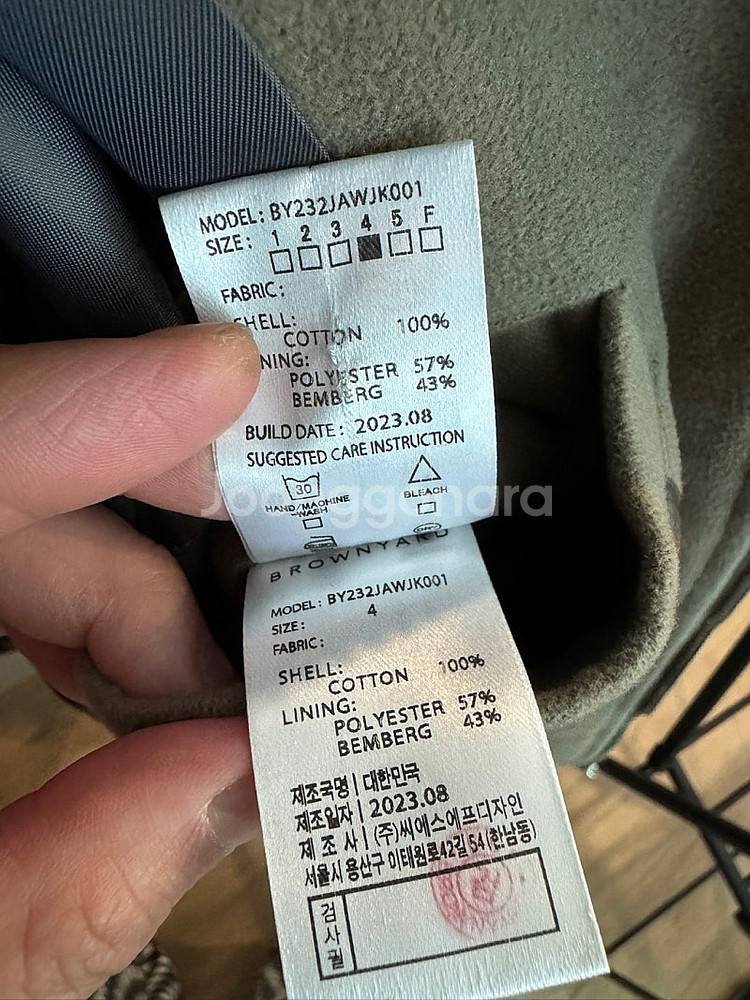 MODEL: BY232JAWJK001
SIZE: 1 2 3 4 5 F
FABRIC:
SHELL:
COTTON 100%
NING:
POLYESTER 57%
BEMBERG 43%
BUILD DATE: 2023.08
SUGGESTED CARE INSTRUCTION
30
HAND/MACHINE WASH
BLEACH
Joonggonara
BROWNYARD
MODEL: BY232JAWJK001
SIZE: 4
FABRIC:
SHELL:
COTTON 100%
LINING:
POLYESTER 57%
BEMBERG 43%
제조국명 | 대한민국
제조일자 | 2023.08
제 조 사 | (주)씨에스에프디자인
서울시 용산구 이태원로42길 54 (한남동)
검사필